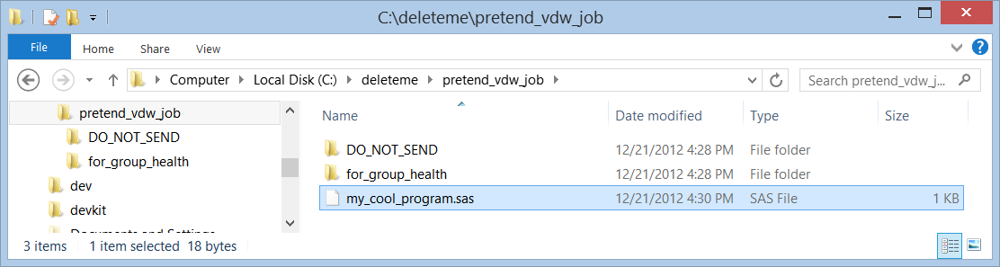 C:\deleteme\pretend_vdw_job
File Home Share View
Computer Local Disk (C:) deleteme pretend_vdw_job Search pretend_vdw_j...
pretend_vdw_job
DO_NOT_SEND
for_group_health
dev
devkit
Documents and Settings
Name Date modified Type Size
DO_NOT_SEND 12/21/2012 4:28 PM File folder
for_group_health 12/21/2012 4:28 PM File folder
my_cool_program.sas 12/21/2012 4:30 PM SAS File 1 KB
3 items 1 item selected 18 bytes